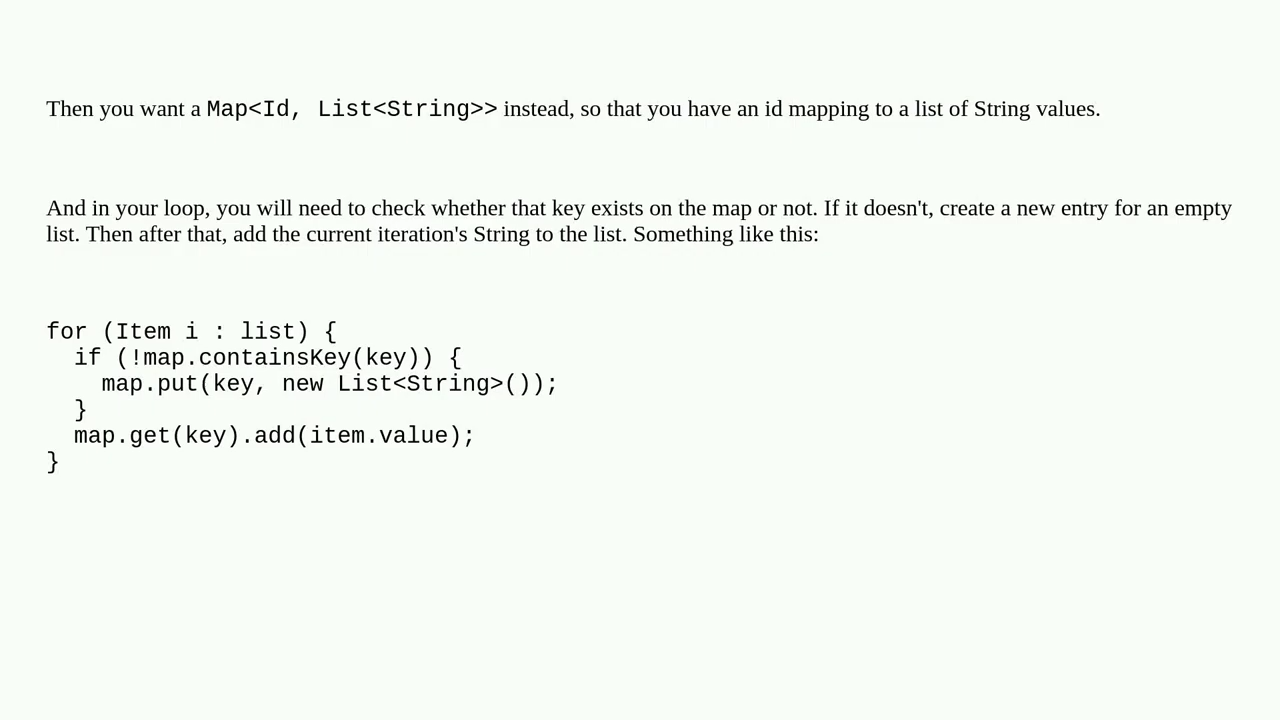 Then you want a Map<Id, List<String>> instead, so that you have an id mapping to a list of String values.
And in your loop, you will need to check whether that key exists on the map or not. If it doesn't, create a new entry for an empty
list. Then after that, add the current iteration's String to the list. Something like this:
for (Item i : list) {
  if (!map.containsKey(key)) {
    map.put(key, new List<String>());
  }
  map.get(key).add(item.value);
}